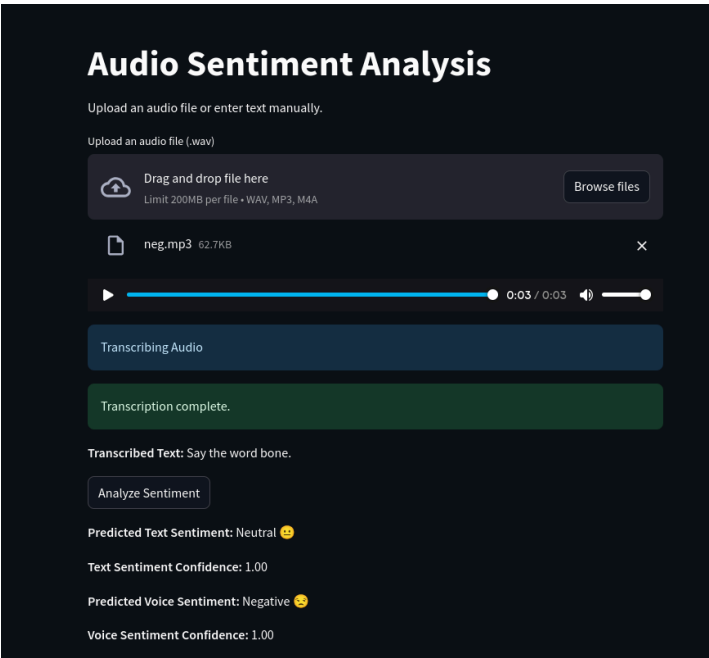 Audio Sentiment Analysis
Upload an audio file or enter text manually.
Upload an audio file (.wav)
Drag and drop file here
Limit 200MB per file • WAV, MP3, M4A
Browse files
neg.mp3 62.7KB
0:03 / 0:03
Transcribing Audio
Transcription complete.
Transcribed Text: Say the word bone.
Analyze Sentiment
Predicted Text Sentiment: Neutral 😐
Text Sentiment Confidence: 1.00
Predicted Voice Sentiment: Negative 😒
Voice Sentiment Confidence: 1.00